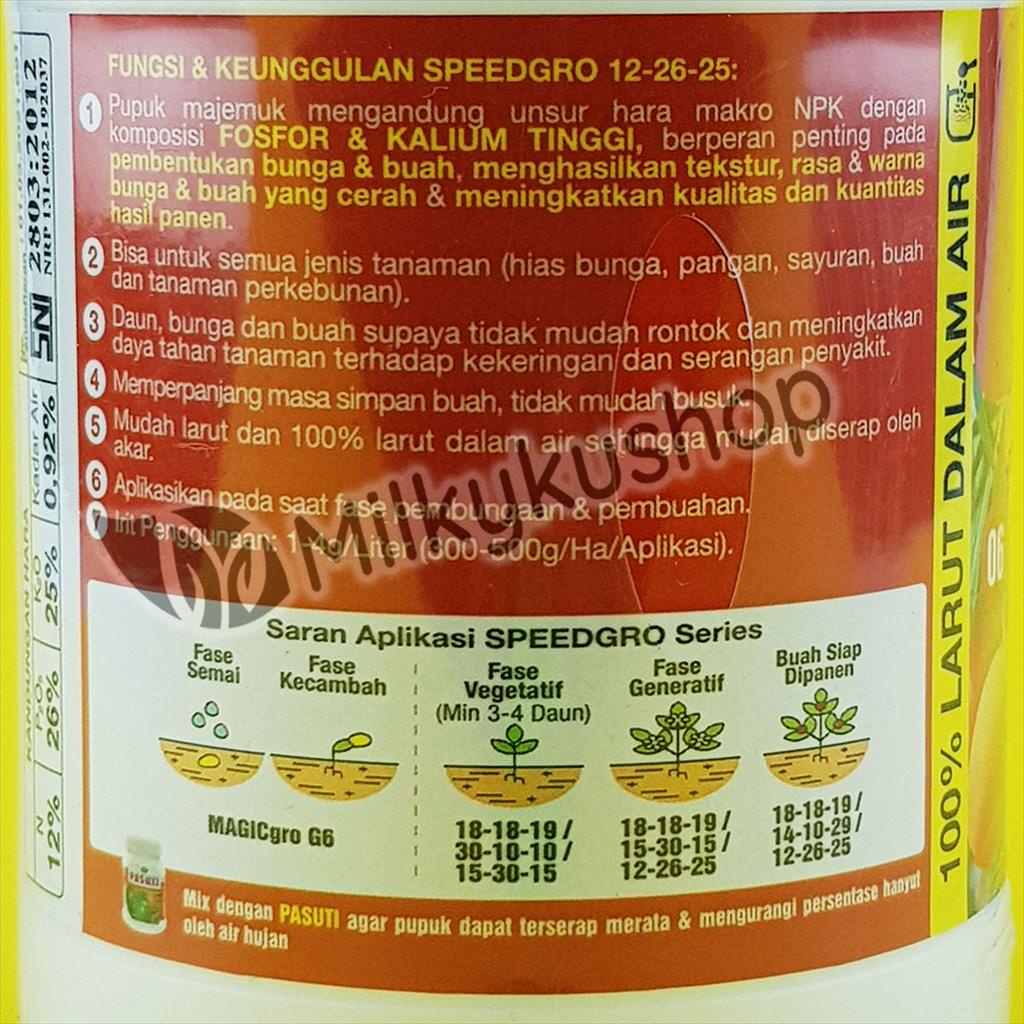 FUNGSI & KEUNGGULAN SPEEDGRO 12-26-25:
1 Pupuk majemuk mengandung unsur hara makro NPK dengan
komposisi FOSFOR & KALIUM TINGGI, berperan penting pada
pembentukan bunga & buah, menghasilkan tekstur, rasa & warna
bunga & buah yang cerah & meningkatkan kualitas dan kuantitas
hasil panen.
2 Bisa untuk semua jenis tanaman (hias bunga, pangan, sayuran, buah
dan tanaman perkebunan).
3 Daun, bunga dan buah supaya tidak mudah rontok dan meningkatkan
daya tahan tanaman terhadap kekeringan dan serangan penyakit.
4 Memperpanjang masa simpan buah, tidak mudah busuk.
5 Mudah larut dan 100% larut dalam air sehingga mudah diserap oleh
akar.
6 Aplikasikan pada saat fase pembungaan & pembuahan.
7 Irit Penggunaan: 1-4g/Liter (300-500g/Ha/Aplikasi).
Milkykushop
Saran Aplikasi SPEEDGRO Series
Fase
Semai
Fase
Kecambah
Fase
Vegetatif
(Min 3-4 Daun)
Fase
Generatif
Buah Siap
Dipanen
MAGICgro G6
18-18-19 /
30-10-10 /
15-30-15
18-18-19 /
15-30-15 /
12-26-25
18-18-19 /
14-10-29 /
12-26-25
PASUTI
Mix dengan PASUTI agar pupuk dapat terserap merata & mengurangi persentase hanyut
oleh air hujan
100% LARUT DALAM AIR
06
KANDUNGAN HARA
N P₂O₅ K₂O Kadar Air
12% 26% 25% 0,92%
SNI 2803:2012
NRP 131-002-192037